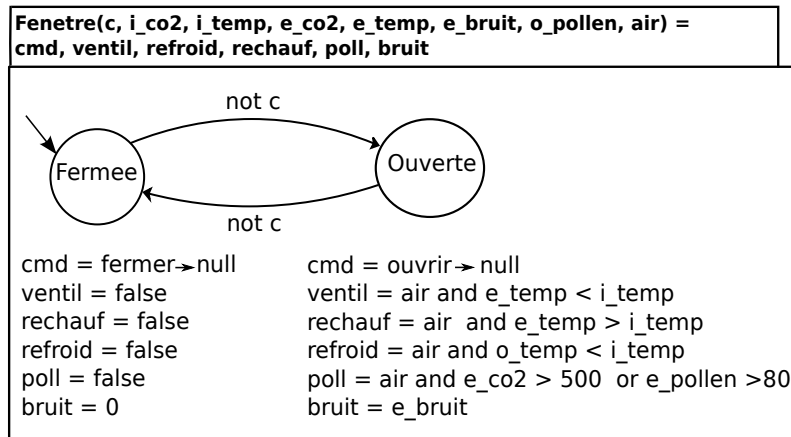 Fenetre(c, i_co2, i_temp, e_co2, e_temp, e_bruit, o_pollen, air) =
cmd, ventil, refroid, rechauf, poll, bruit
not c
Fermee
Ouverte
not c
cmd = fermer→null
ventil = false
rechauf = false
refroid = false
poll = false
bruit = 0
cmd = ouvrir→ null
ventil = air and e_temp < i_temp
rechauf = air and e_temp > i_temp
refroid = air and o_temp < i_temp
poll = air and e_co2 > 500 or e_pollen >80
bruit = e_bruit